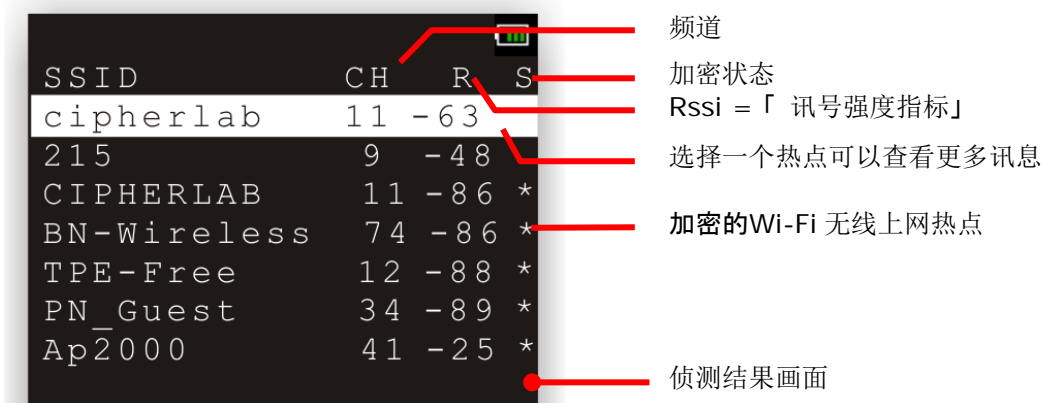 SSID CH R S
cipherlab 11 -63
215 9 -48
CIPHERLAB 11 -86 *
BN-Wireless 74 -86 *
TPE-Free 12 -88 *
PN_Guest 34 -89 *
Ap2000 41 -25 *
频道
加密状态
Rssi =「 讯号强度指标」
选择一个热点可以查看更多讯息
加密的Wi-Fi 无线上网热点
侦测结果画面